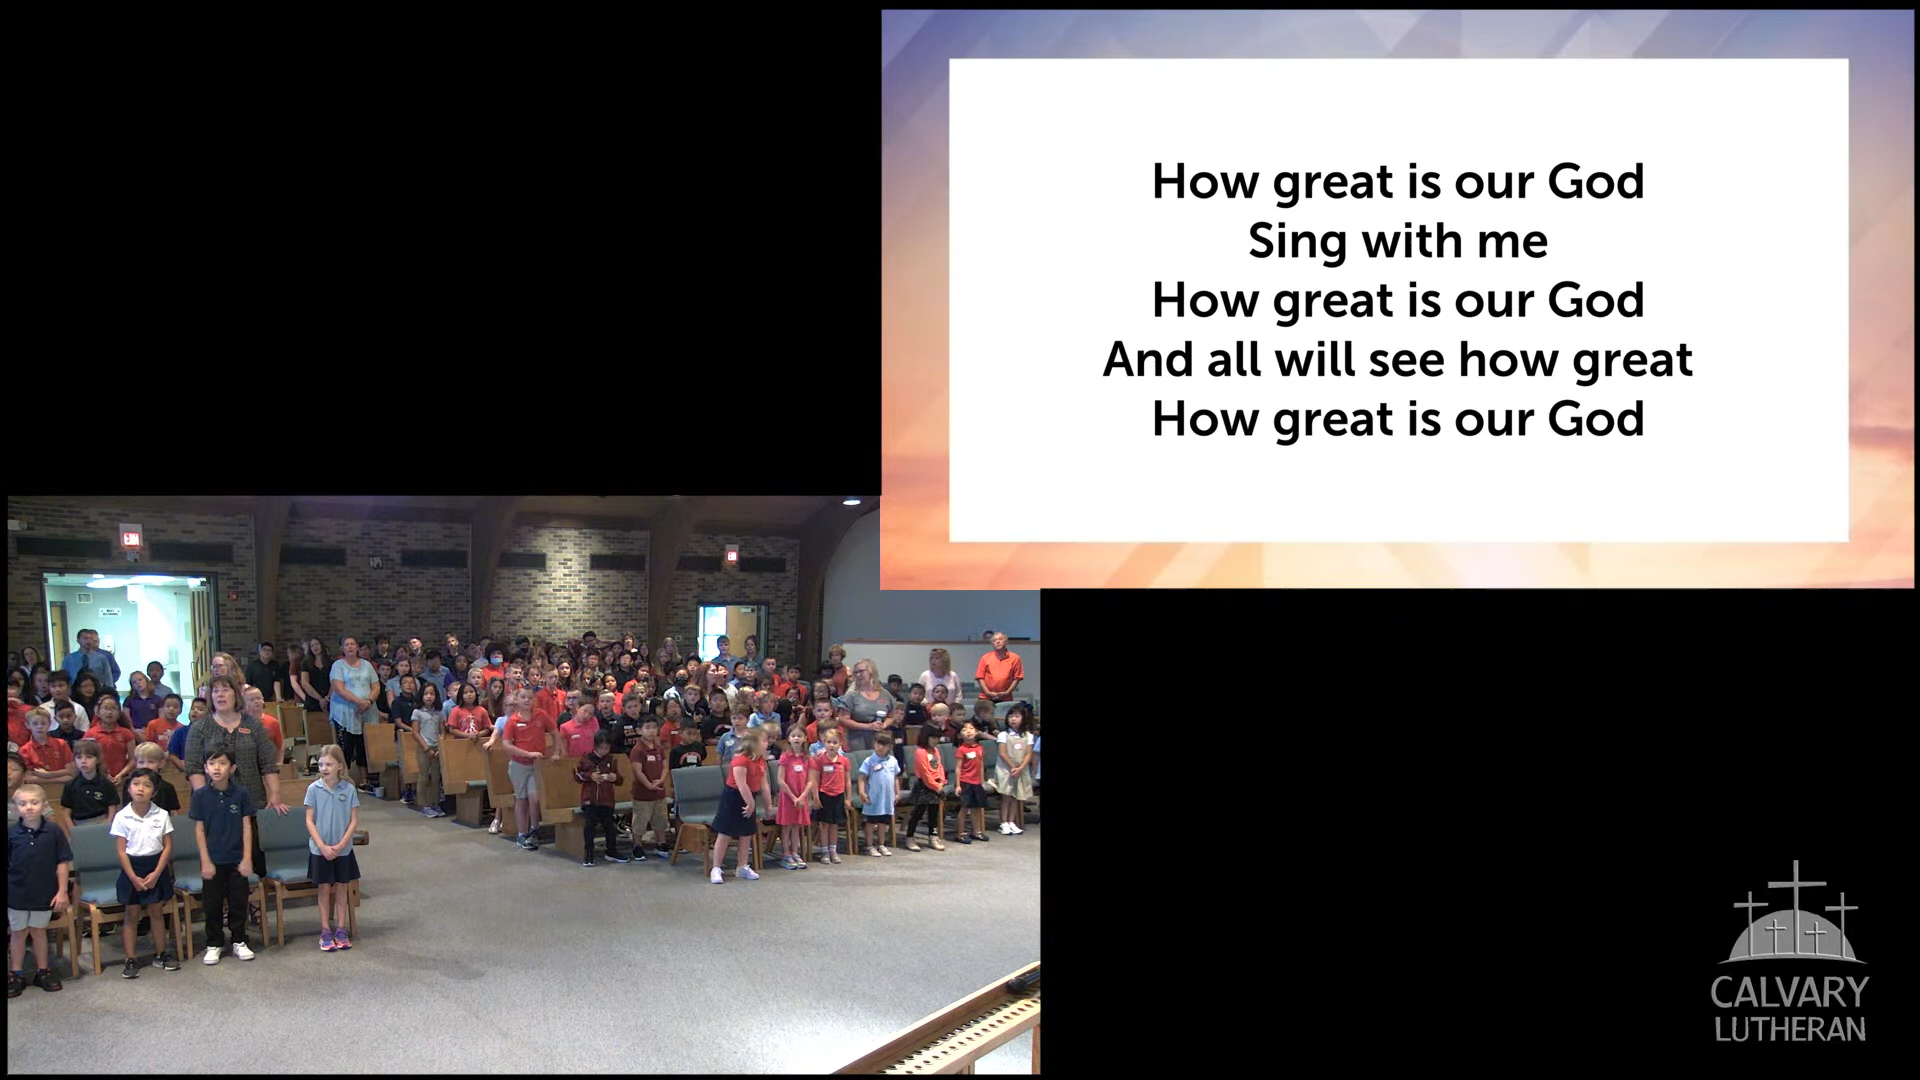 How great is our God
Sing with me
How great is our God
And all will see how great
How great is our God
EXIT
CALVARY
LUTHERAN